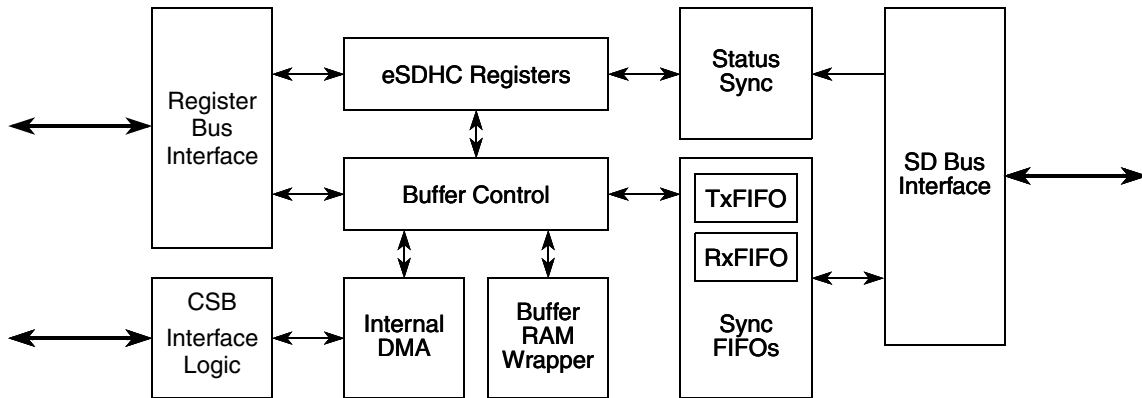 Register
Bus
Interface
eSDHC Registers
Status
Sync
SD Bus
Interface
Buffer Control
TxFIFO
RxFIFO
Sync
FIFOs
CSB
Interface
Logic
Internal
DMA
Buffer
RAM
Wrapper